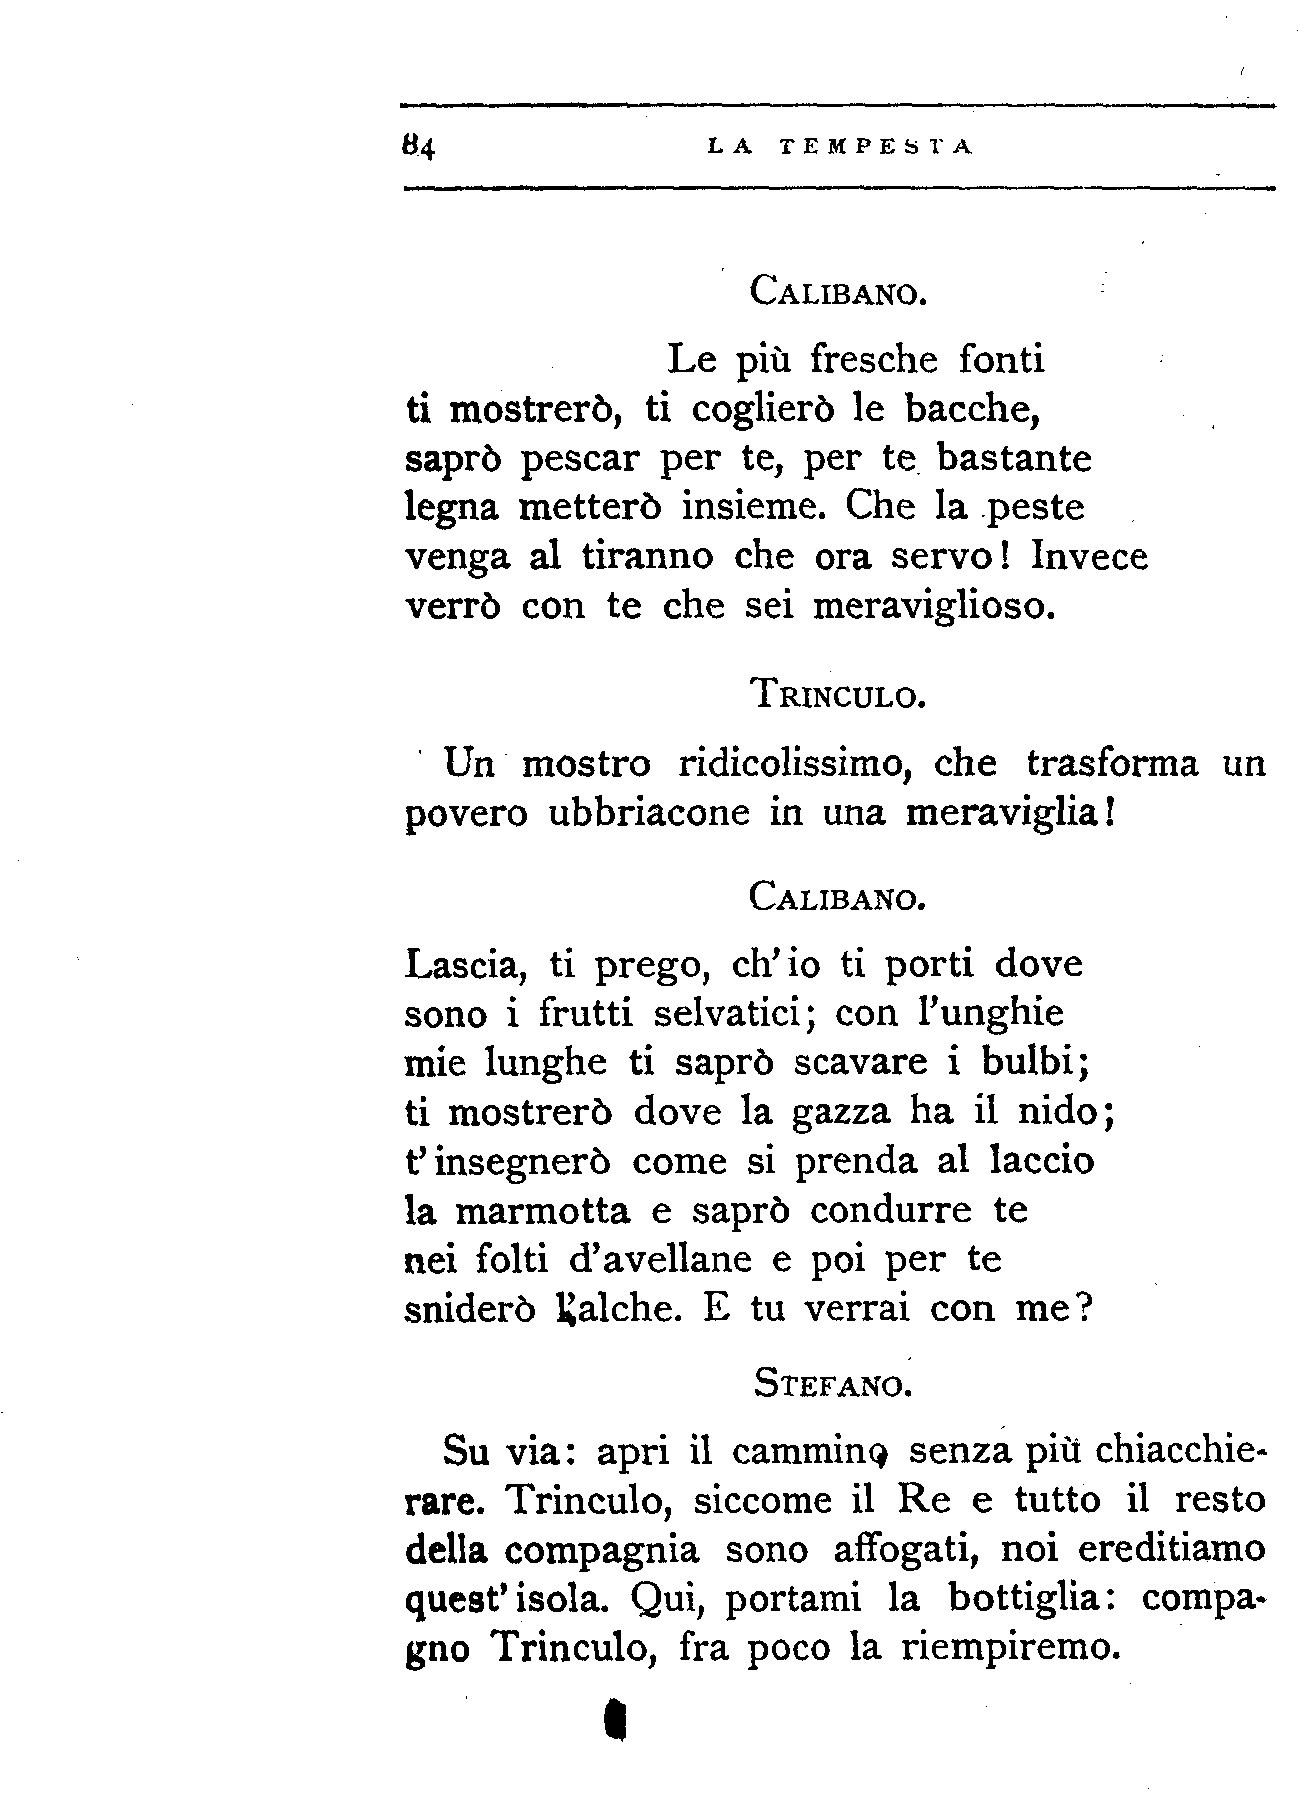 84 LA TEMPESTA
CALIBANO.
Le più fresche fonti
ti mostrerò, ti coglierò le bacche,
saprò pescar per te, per te bastante
legna metterò insieme. Che la peste
venga al tiranno che ora servo! Invece
verrò con te che sei meraviglioso.
TRINCULO.
Un mostro ridicolissimo, che trasforma un
povero ubbriacone in una meraviglia!
CALIBANO.
Lascia, ti prego, ch'io ti porti dove
sono i frutti selvatici; con l'unghie
mie lunghe ti saprò scavare i bulbi;
ti mostrerò dove la gazza ha il nido;
t'insegnerò come si prenda al laccio
la marmotta e saprò condurre te
nei folti d'avellane e poi per te
sniderò l'alche. E tu verrai con me?
STEFANO.
Su via: apri il cammino senza più chiacchie-
rare. Trinculo, siccome il Re e tutto il resto
della compagnia sono affogati, noi ereditiamo
quest'isola. Qui, portami la bottiglia: compa-
gno Trinculo, fra poco la riempiremo.